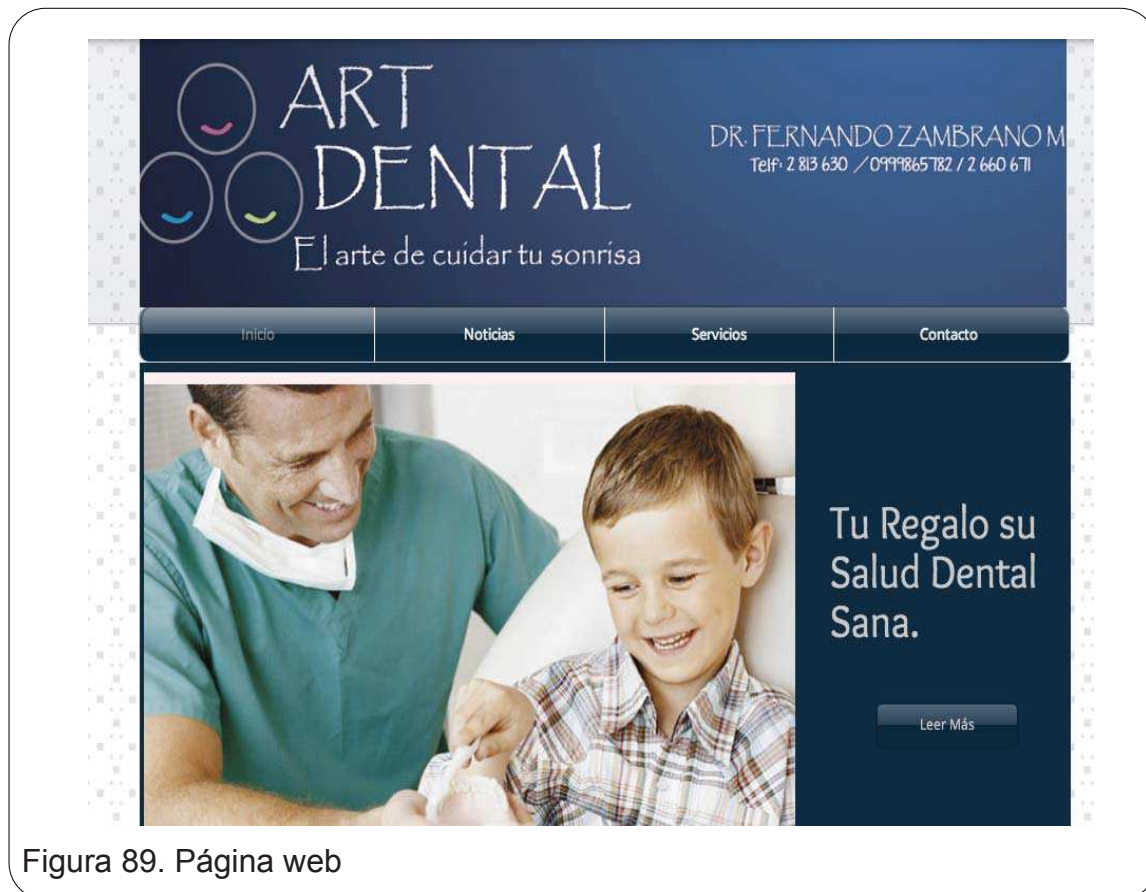 ART
DENTAL
El arte de cuidar tu sonrisa
DR. FERNANDO ZAMBRANO M
Telf: 2 813 630 / 0999865782 / 2 660 671
Inicio
Noticias
Servicios
Contacto
Tu Regalo su
Salud Dental
Sana.
Leer Más
Figura 89. Página web